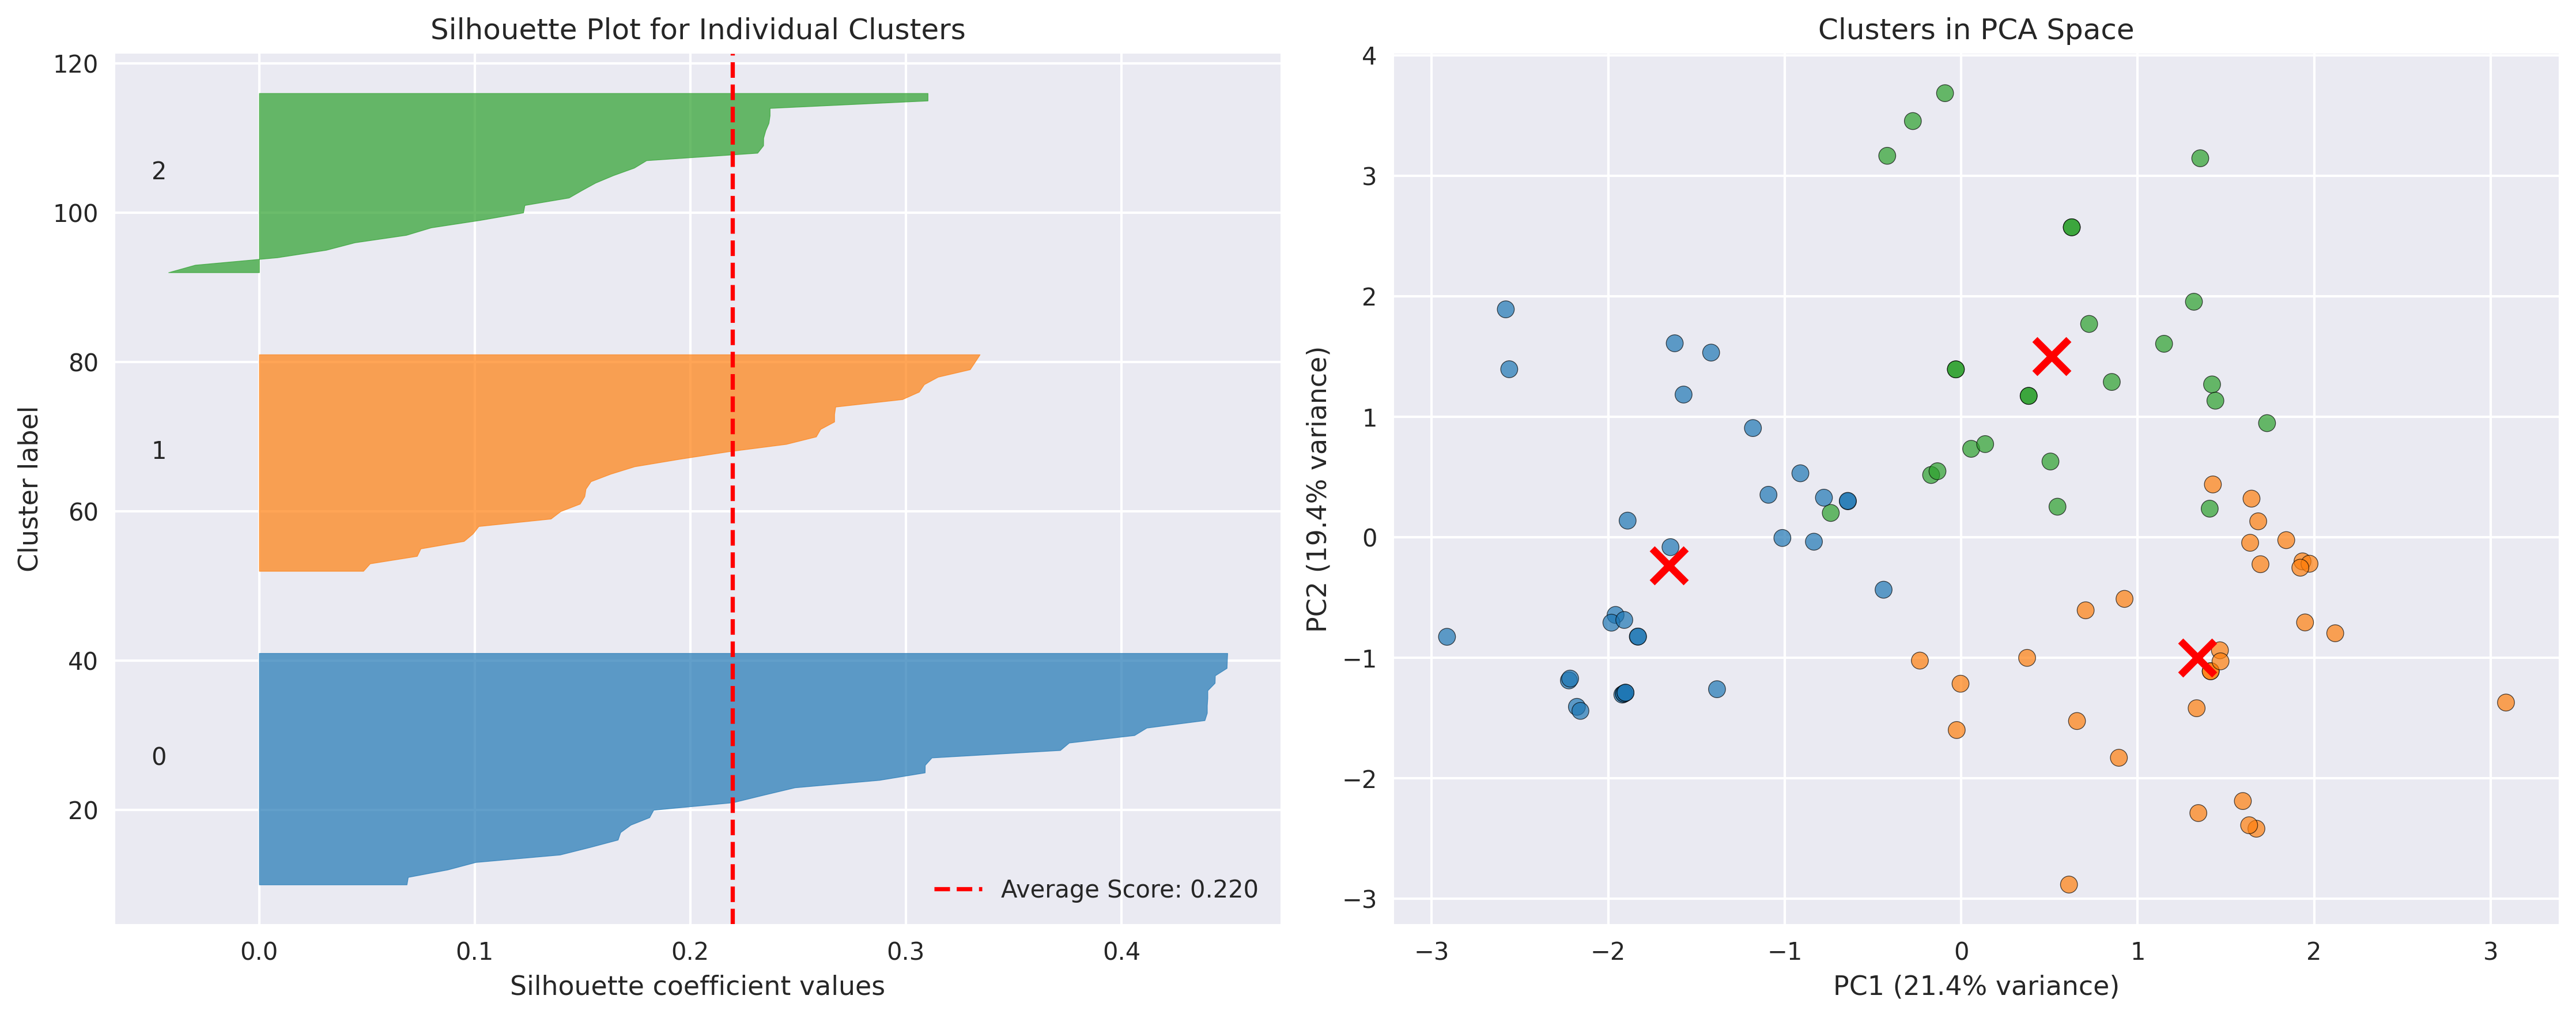 Silhouette Plot for Individual Clusters
120
100
80
60
40
20
2
1
0
Cluster label
Average Score: 0.220
0.0 0.1 0.2 0.3 0.4
Silhouette coefficient values
Clusters in PCA Space
4
3
2
1
0
−1
−2
−3
PC2 (19.4% variance)
−3 −2 −1 0 1 2 3
PC1 (21.4% variance)